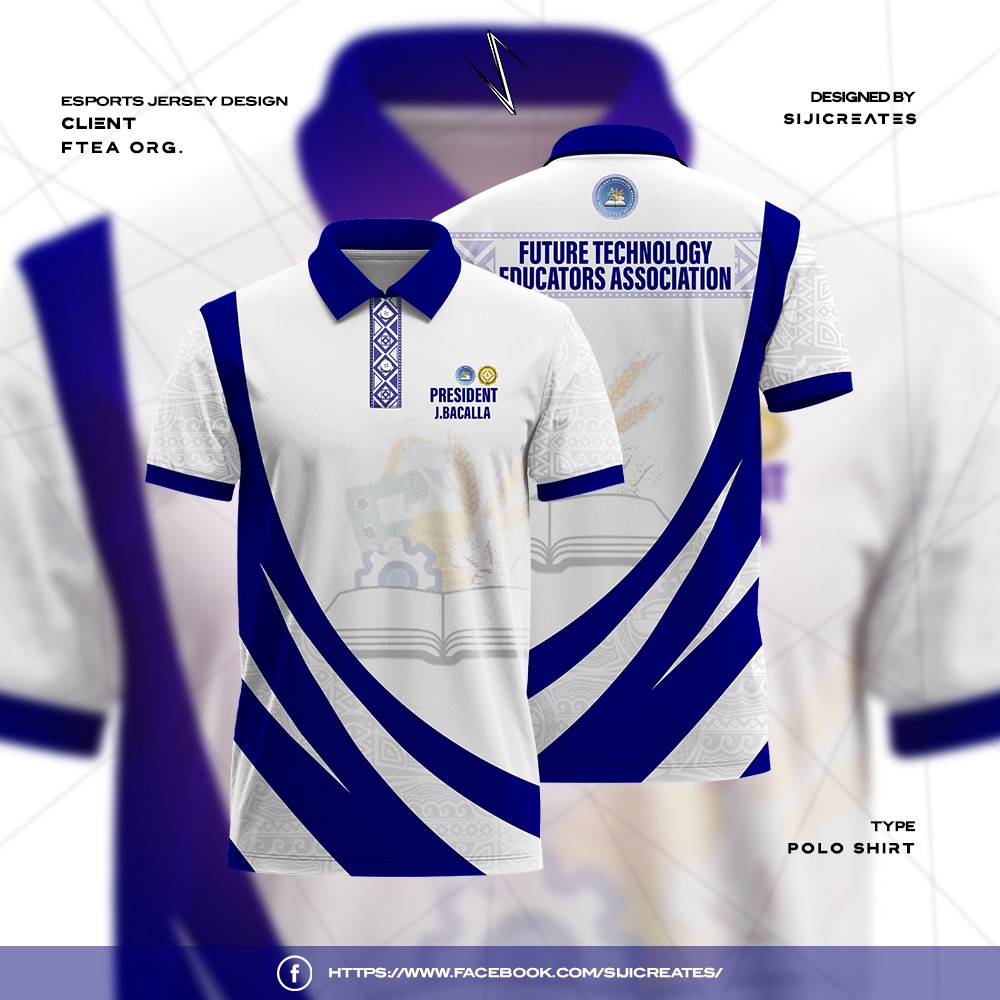 ESPORTS JERSEY DESIGN
CLIENT
FTEA ORG.
DESIGNED BY
SIJICREATES
FUTURE TECHNOLOGY
EDUCATORS ASSOCIATION
PRESIDENT
J.BACALLA
TYPE
POLO SHIRT
HTTPS://WWW.FACEBOOK.COM/SIJICREATES/